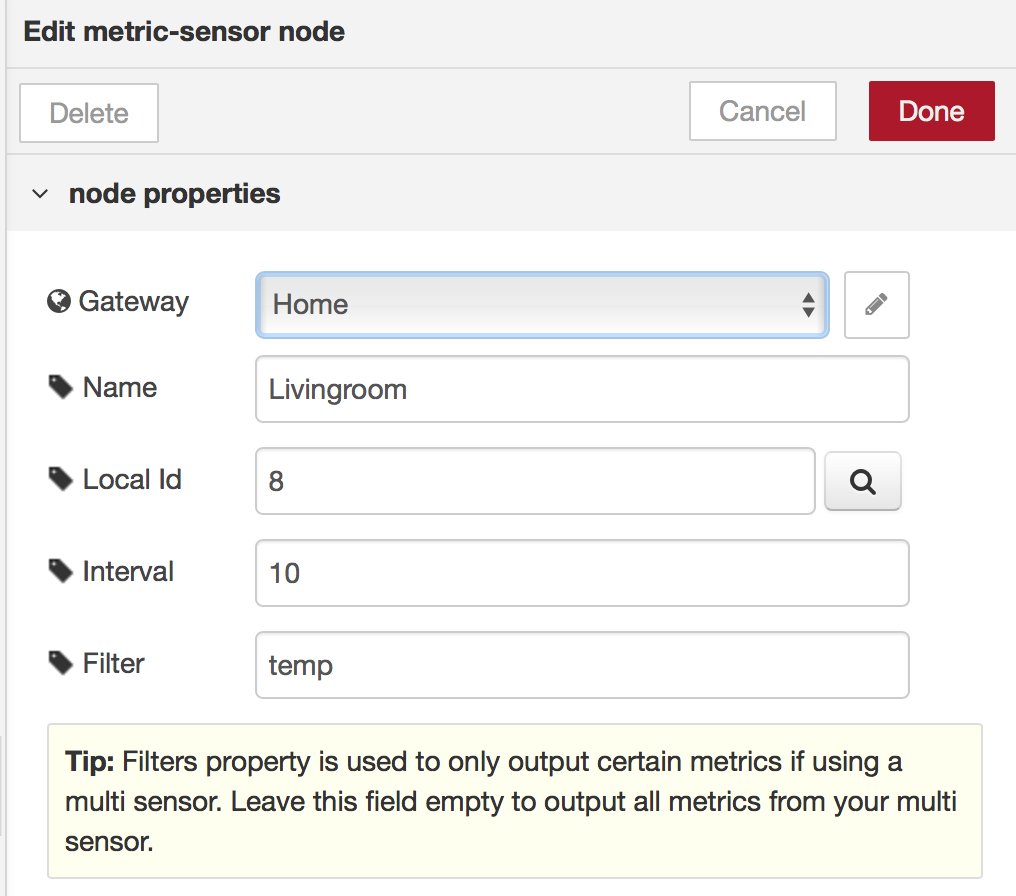 Edit metric-sensor node
Delete
Cancel
Done
node properties
Gateway
Home
Name
Livingroom
Local Id
8
Interval
10
Filter
temp
Tip: Filters property is used to only output certain metrics if using a
multi sensor. Leave this field empty to output all metrics from your multi
sensor.